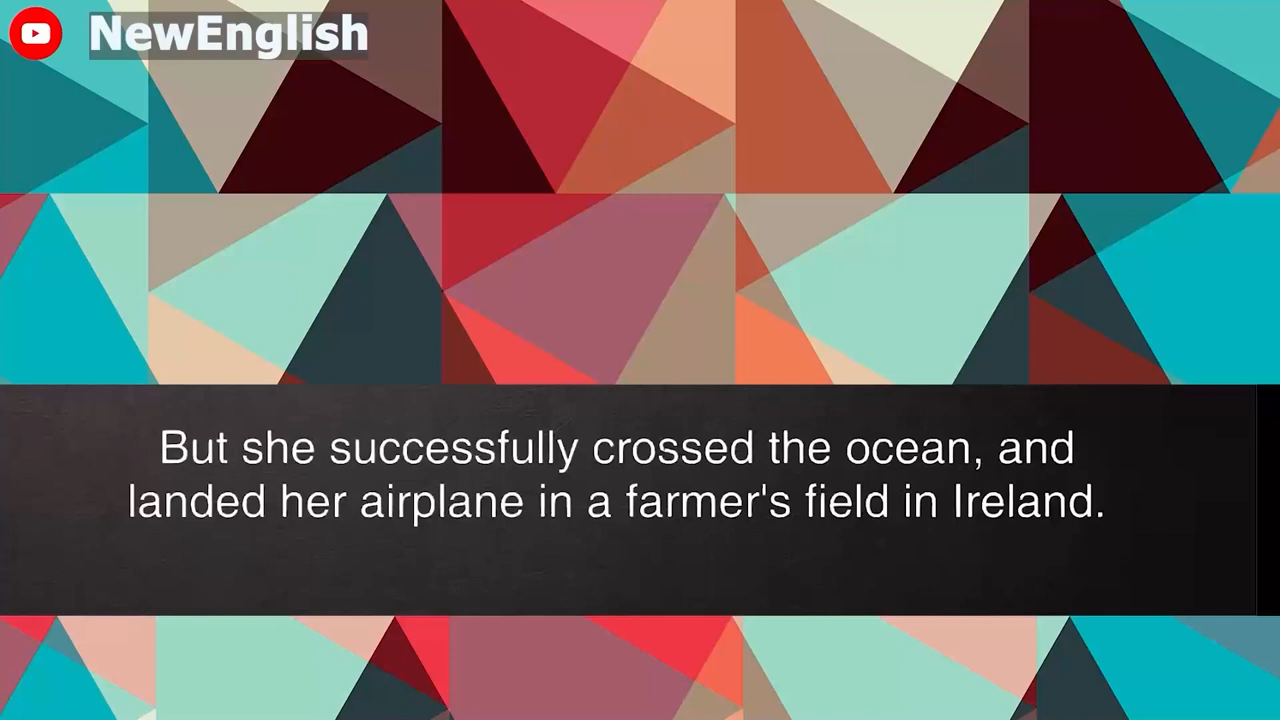 NewEnglish
But she successfully crossed the ocean, and
landed her airplane in a farmer's field in Ireland.